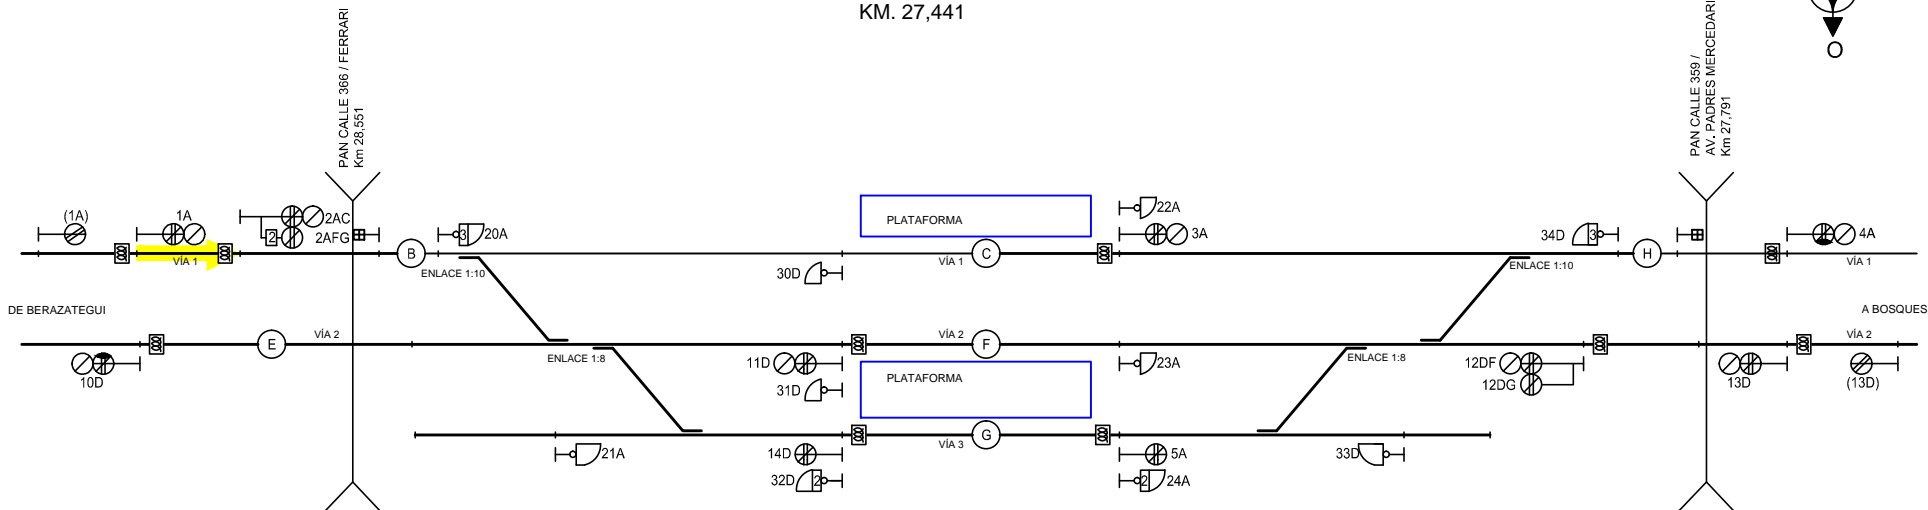 KM. 27,441
O
PAN CALLE 366 / FERRARI
Km 28,551
PAN CALLE 359 /
AV. PADRES MERCEDARI
Km 27,791
(1A)
1A
2AC
2
2AFG
3
20A
PLATAFORMA
22A
3A
34D
3
4A
VÍA 1
B
ENLACE 1:10
VÍA 1
C
30D
ENLACE 1:10
H
VÍA 1
DE BERAZATEGUI
A BOSQUES
E
VÍA 2
VÍA 2
F
VÍA 2
10D
ENLACE 1:8
11D
23A
ENLACE 1:8
12DF
12DG
13D
(13D)
PLATAFORMA
31D
VÍA 3
G
21A
14D
5A
33D
32D
2
2
24A